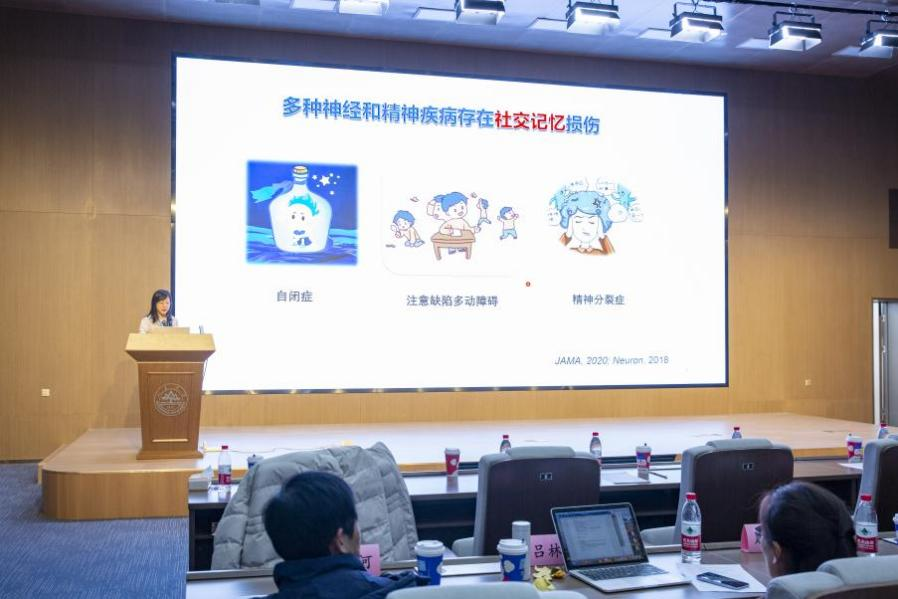 多种神经和精神疾病存在社交记忆损伤
自闭症
注意缺陷多动障碍
精神分裂症
JAMA, 2020; Neuron, 2018
吕林